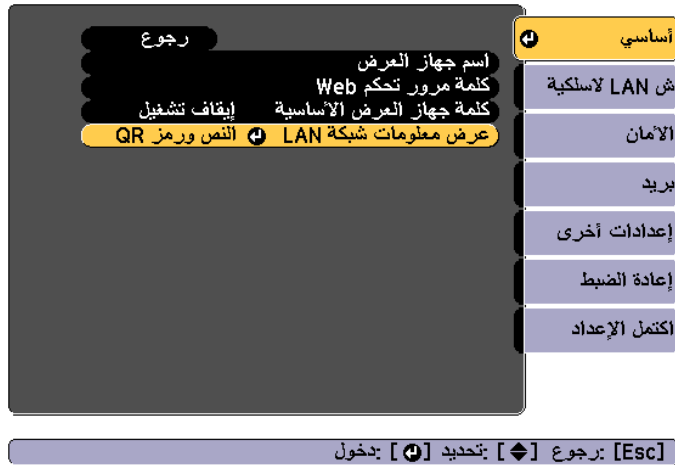 أساسي
ش LAN لاسلكية
الأمان
بريد
إعدادات أخرى
إعادة الضبط
اكتمل الإعداد
رجوع
اسم جهاز العرض
كلمة مرور تحكم Web
كلمة جهاز العرض الأساسية إيقاف تشغيل
عرض معلومات شبكة LAN النص ورمز QR
[Esc] :رجوع [◆] :تحديد [⏎] :دخول